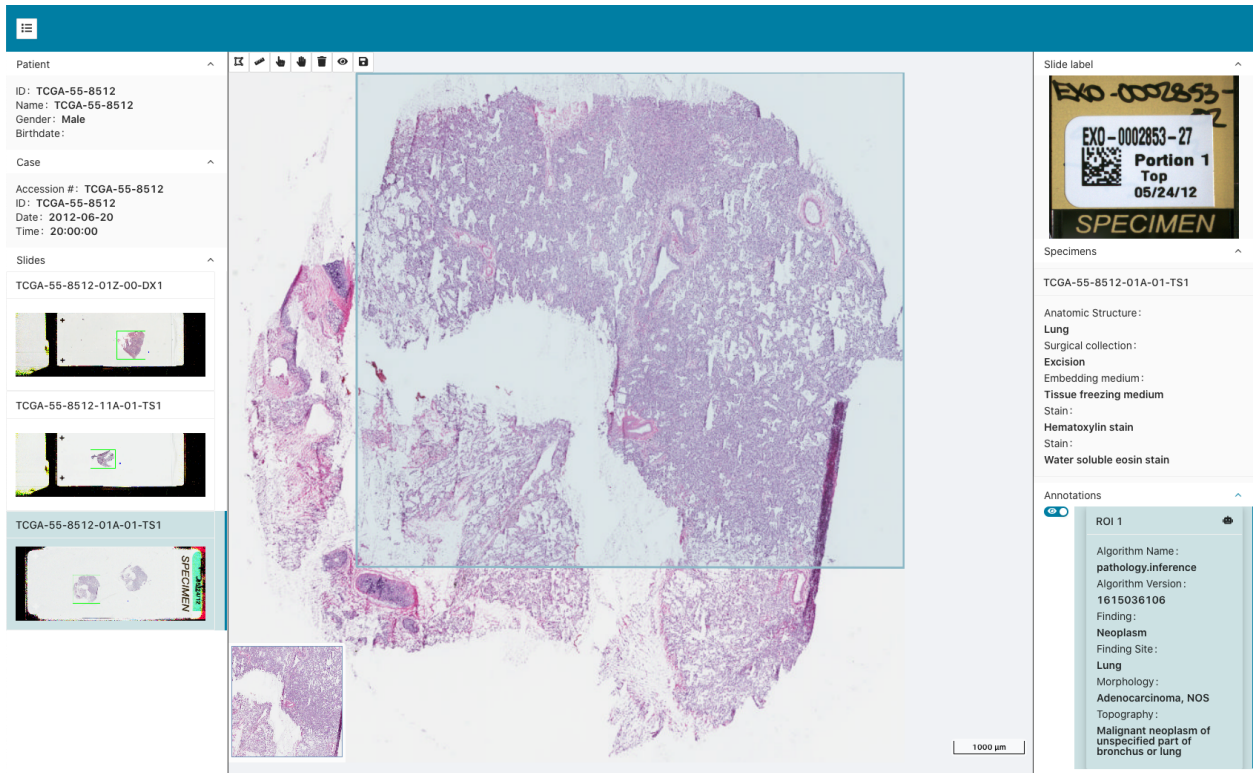 Patient
ID: TCGA-55-8512
Name: TCGA-55-8512
Gender: Male
Birthdate:
Case
Accession #: TCGA-55-8512
ID: TCGA-55-8512
Date: 2012-06-20
Time: 20:00:00
Slides
TCGA-55-8512-01Z-00-DX1
TCGA-55-8512-11A-01-TS1
TCGA-55-8512-01A-01-TS1
SPECIMEN
1000 µm
Slide label
EXO-0002853-
27
EXO-0002853-27
Portion 1
Top
05/24/12
SPECIMEN
Specimens
TCGA-55-8512-01A-01-TS1
Anatomic Structure:
Lung
Surgical collection:
Excision
Embedding medium:
Tissue freezing medium
Stain:
Hematoxylin stain
Stain:
Water soluble eosin stain
Annotations
ROI 1
Algorithm Name:
pathology.inference
Algorithm Version:
1615036106
Finding:
Neoplasm
Finding Site:
Lung
Morphology:
Adenocarcinoma, NOS
Topography:
Malignant neoplasm of
unspecified part of
bronchus or lung